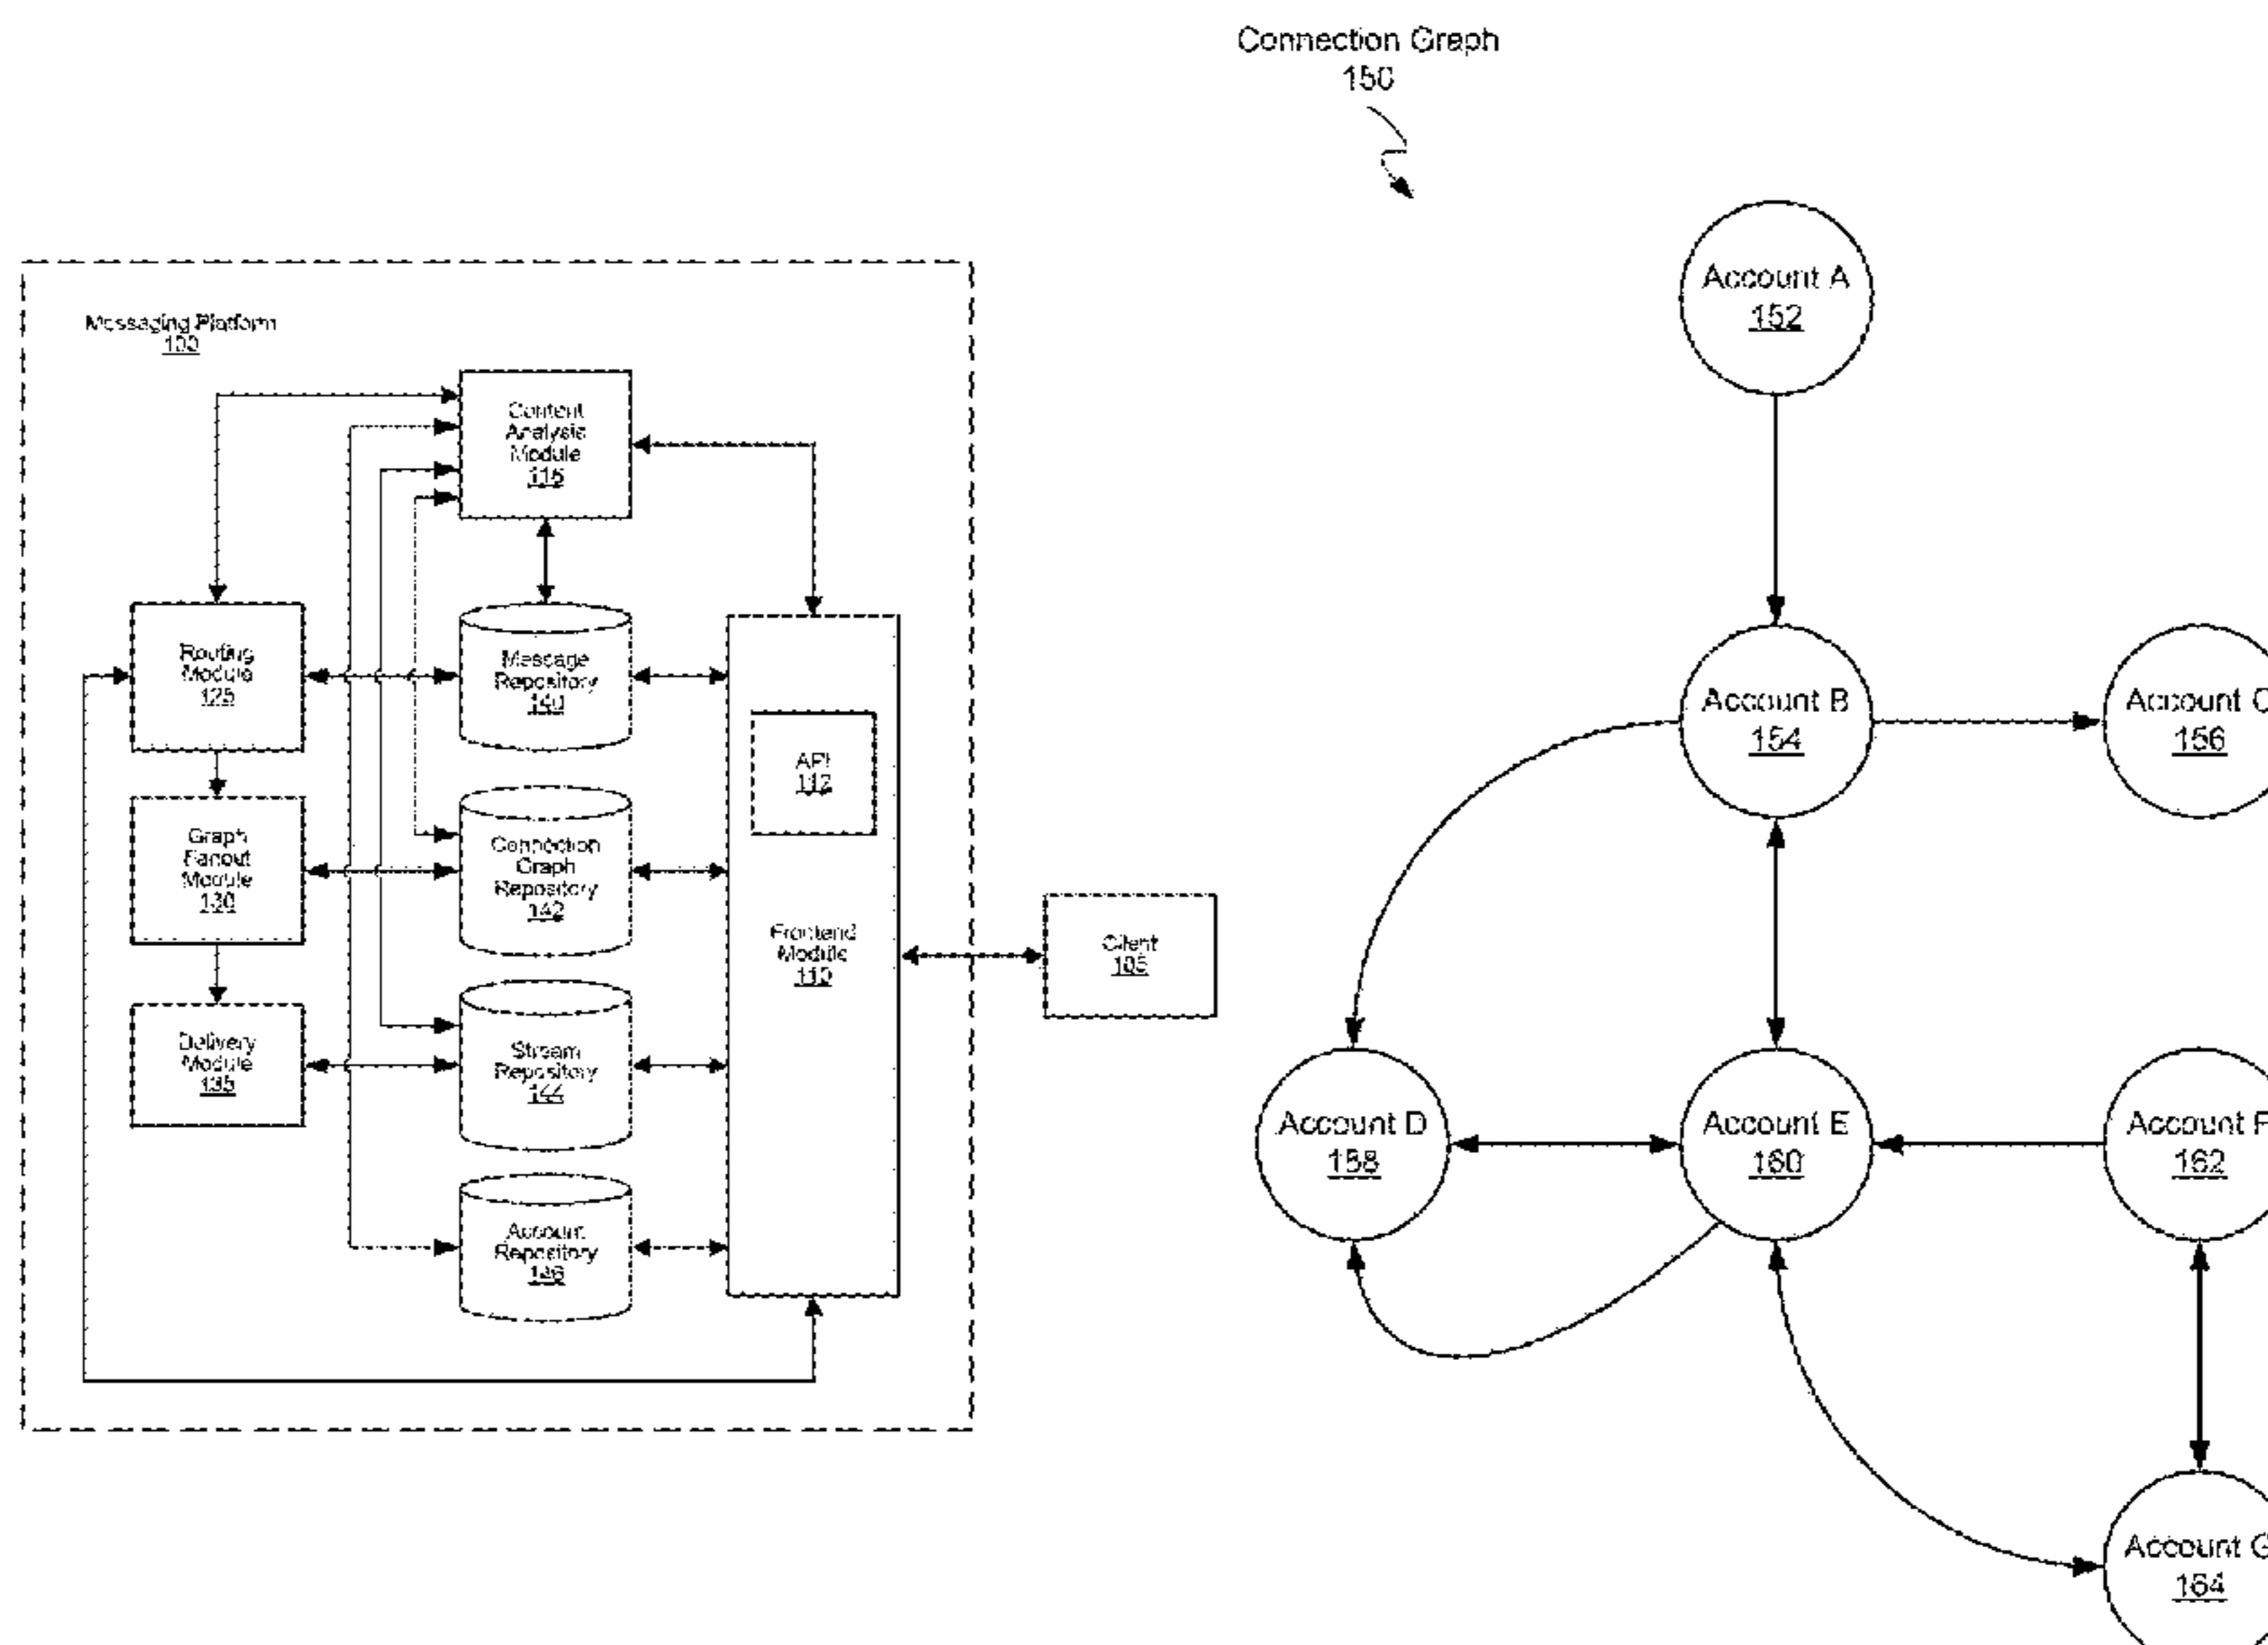 Connection Graph
150
Messaging Platform
100
Content
Analysis
Module
115
Routing
Module
125
Message
Repository
140
API
112
Graph
Fanout
Module
130
Connection
Graph
Repository
142
Frontend
Module
110
Client
105
Delivery
Module
135
Stream
Repository
144
Account
Repository
146
Account A
152
Account B
154
Account C
156
Account D
158
Account E
160
Account F
162
Account G
164